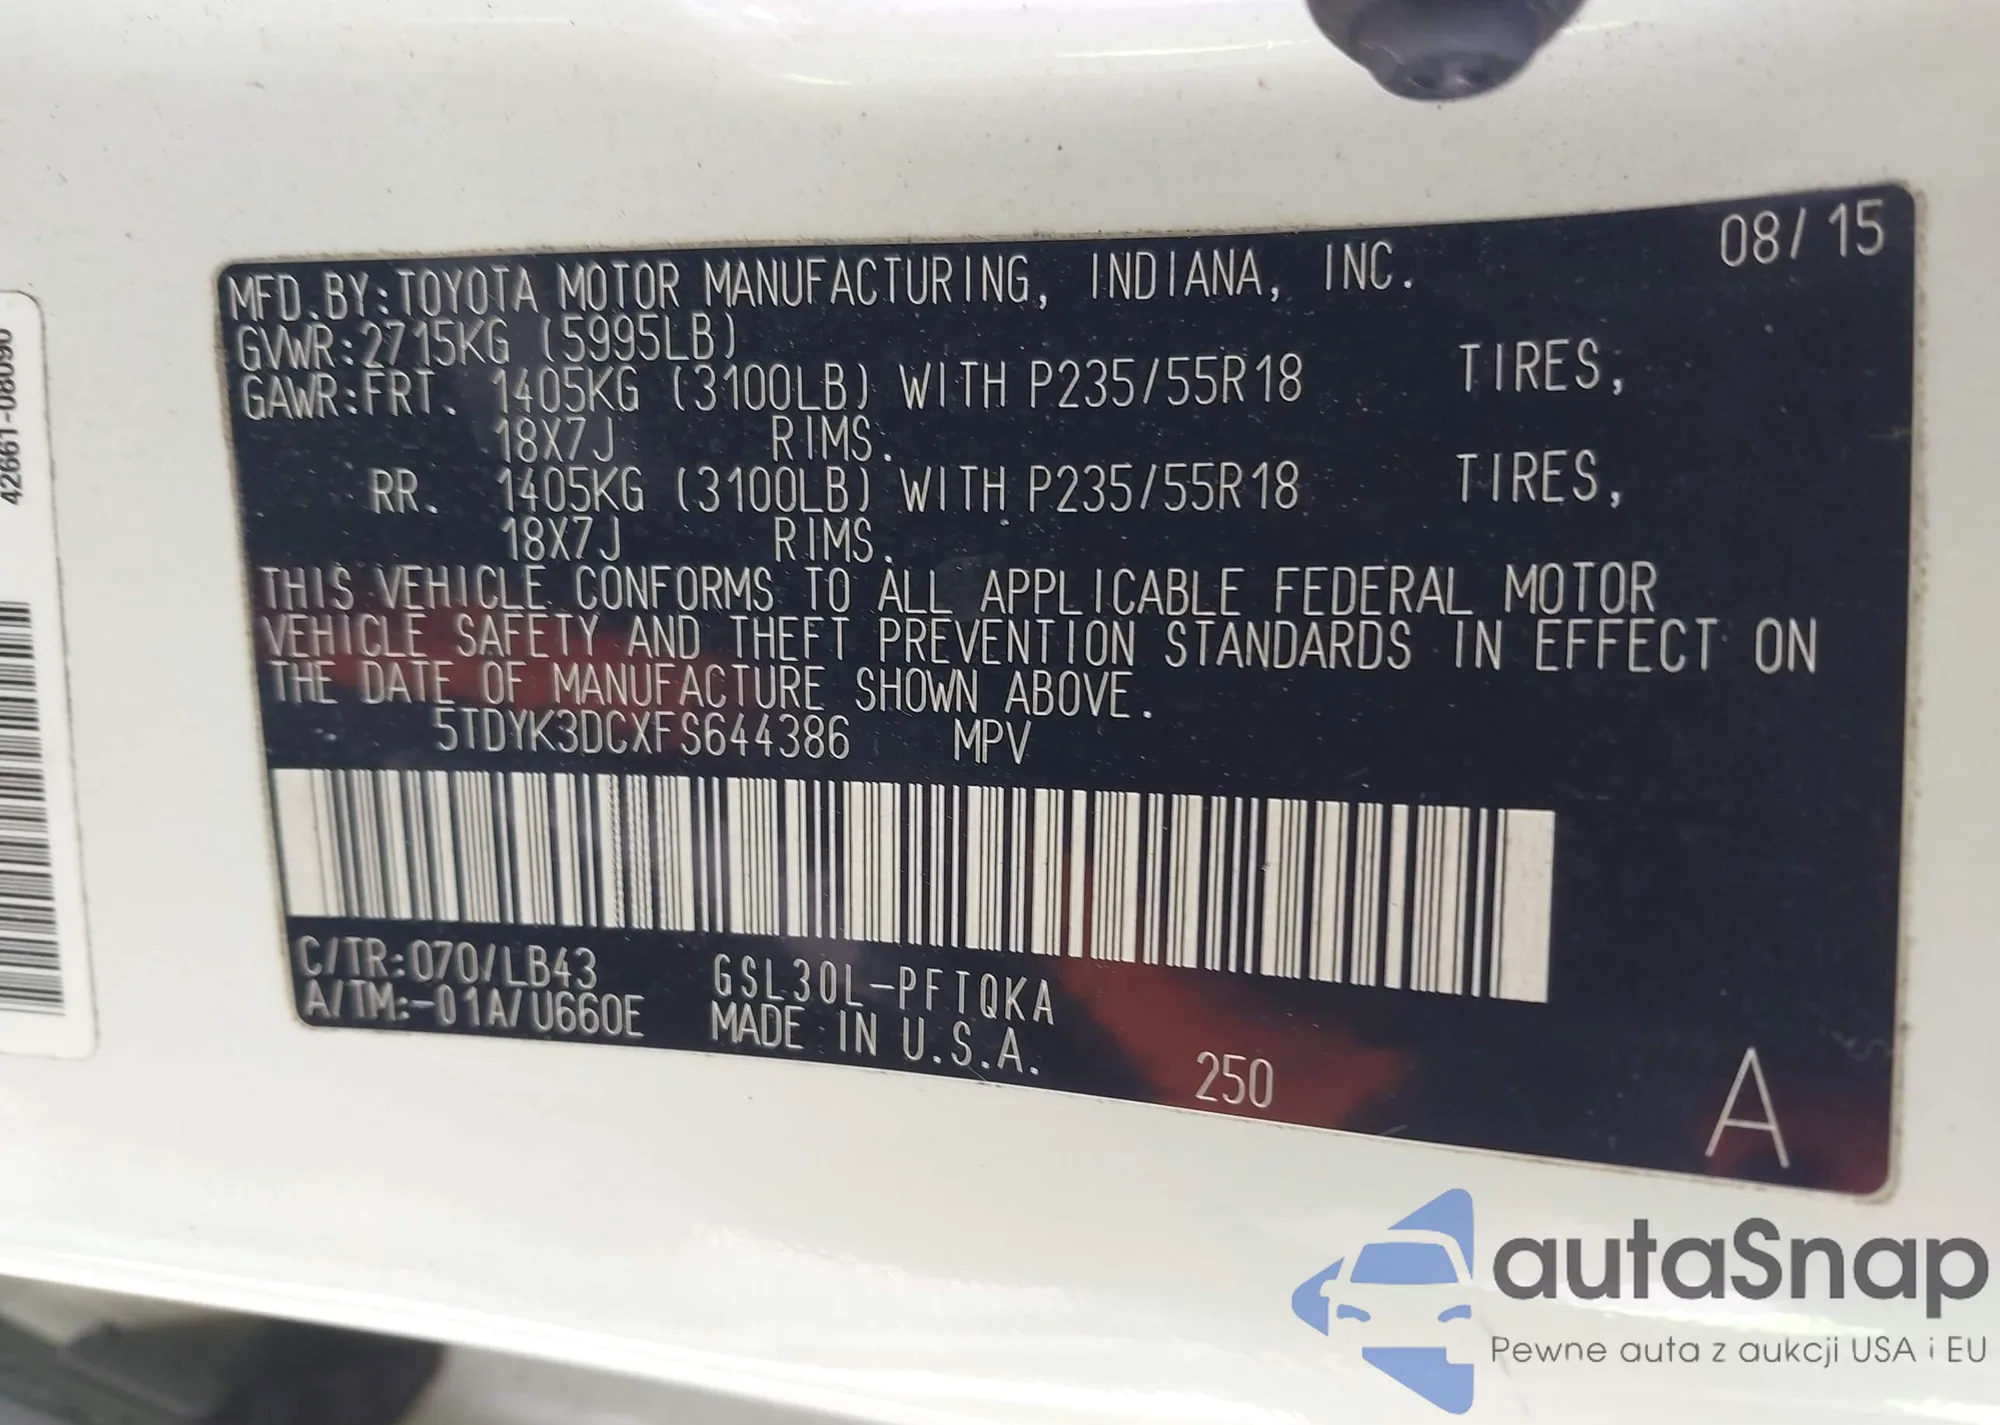 08/15
MFD.BY:TOYOTA MOTOR MANUFACTURING, INDIANA, INC.
GVWR:2715KG (5995LB)
GAWR:FRT. 1405KG (3100LB) WITH P235/55R18 TIRES,
18X7J RIMS.
RR. 1405KG (3100LB) WITH P235/55R18 TIRES,
18X7J RIMS.
THIS VEHICLE CONFORMS TO ALL APPLICABLE FEDERAL MOTOR
VEHICLE SAFETY AND THEFT PREVENTION STANDARDS IN EFFECT ON
THE DATE OF MANUFACTURE SHOWN ABOVE.
5TDYK3DCXFS644386 MPV
C/TR:070/LB43 GSL30L-PFTQKA
A/TM:-01A/U660E MADE IN U.S.A.
250
A
42661-08090
autaSnap
Pewne auta z aukcji USA i EU